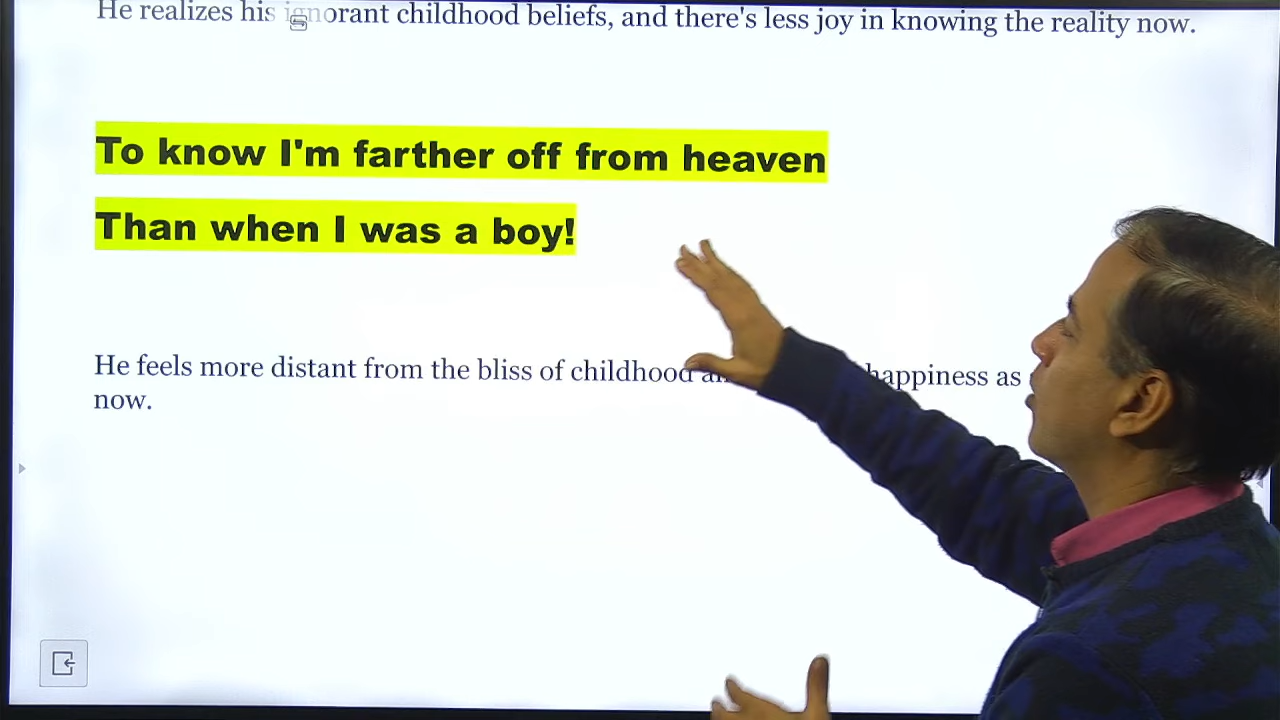 He realizes his ignorant childhood beliefs, and there's less joy in knowing the reality now.
To know I'm farther off from heaven
Than when I was a boy!
He feels more distant from the bliss of childhood happiness as
now.